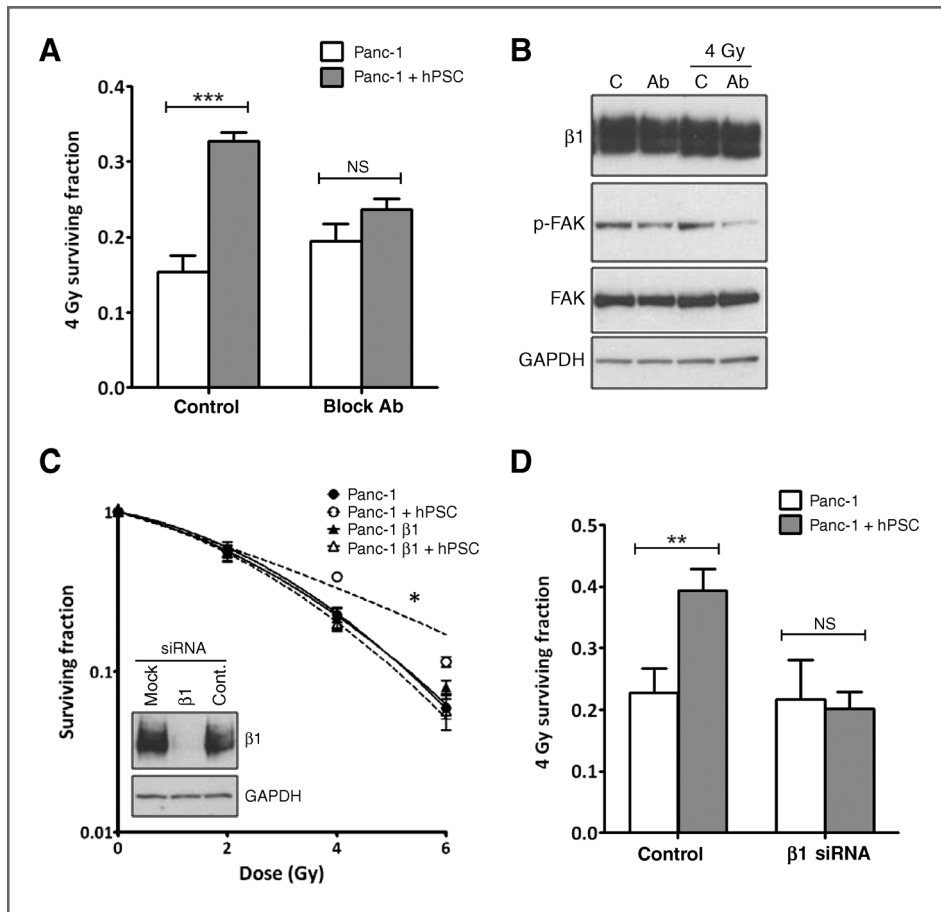 A
Panc-1
Panc-1 + hPSC
4 Gy surviving fraction
0.4
0.3
0.2
0.1
0.0
***
NS
Control
Block Ab
B
4 Gy
C Ab C Ab
β1
p-FAK
FAK
GAPDH
C
Panc-1
Panc-1 + hPSC
Panc-1 β1
Panc-1 β1 + hPSC
Surviving fraction
1
0.1
0.01
*
siRNA
Mock
β1
Cont.
β1
GAPDH
0 2 4 6
Dose (Gy)
D
Panc-1
Panc-1 + hPSC
4 Gy surviving fraction
0.5
0.4
0.3
0.2
0.1
0.0
**
NS
Control
β1 siRNA